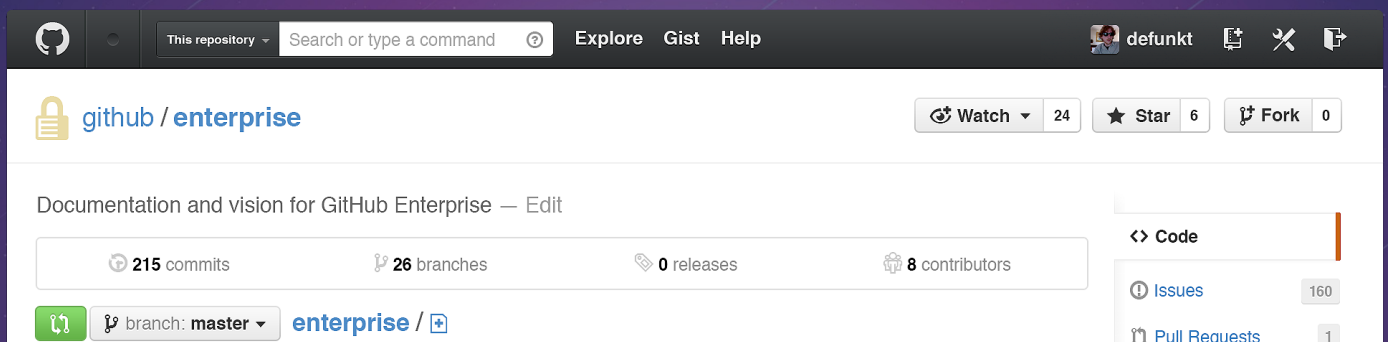 This repository Search or type a command Explore Gist Help defunkt
github / enterprise Watch 24 Star 6 Fork 0
Documentation and vision for GitHub Enterprise — Edit
<> Code
215 commits 26 branches 0 releases 8 contributors
Issues 160
branch: master enterprise /
Pull Requests 1